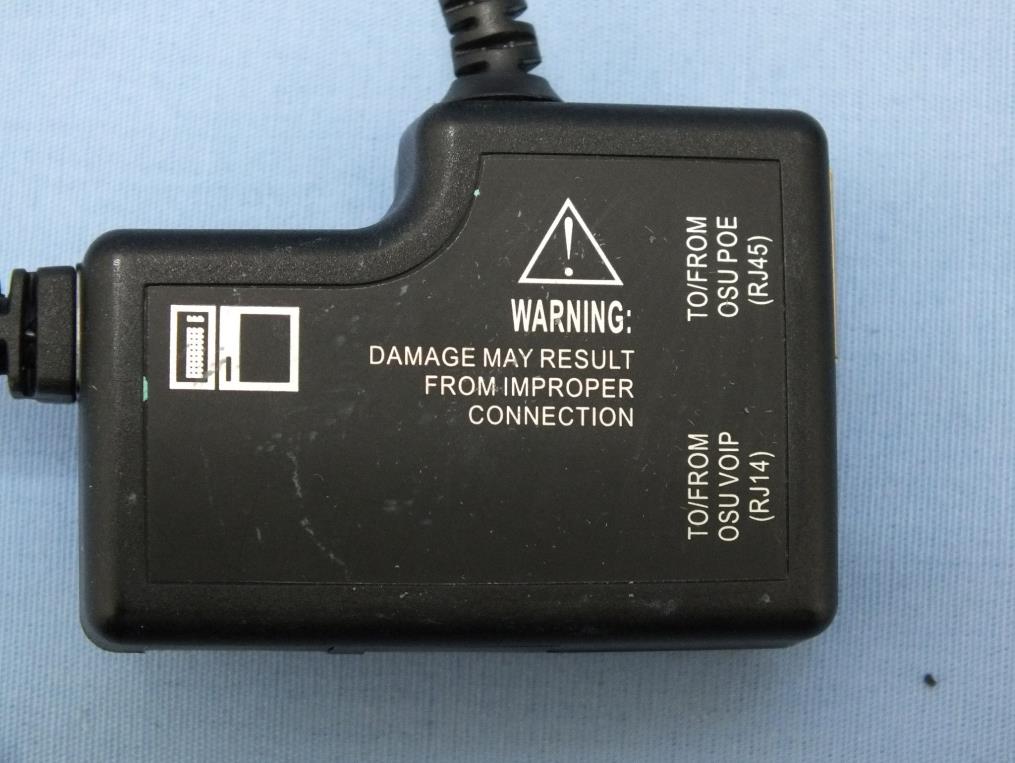 WARNING:
DAMAGE MAY RESULT
FROM IMPROPER
CONNECTION
TO/FROM
OSU POE
(RJ45)
TO/FROM
OSU VOIP
(RJ14)